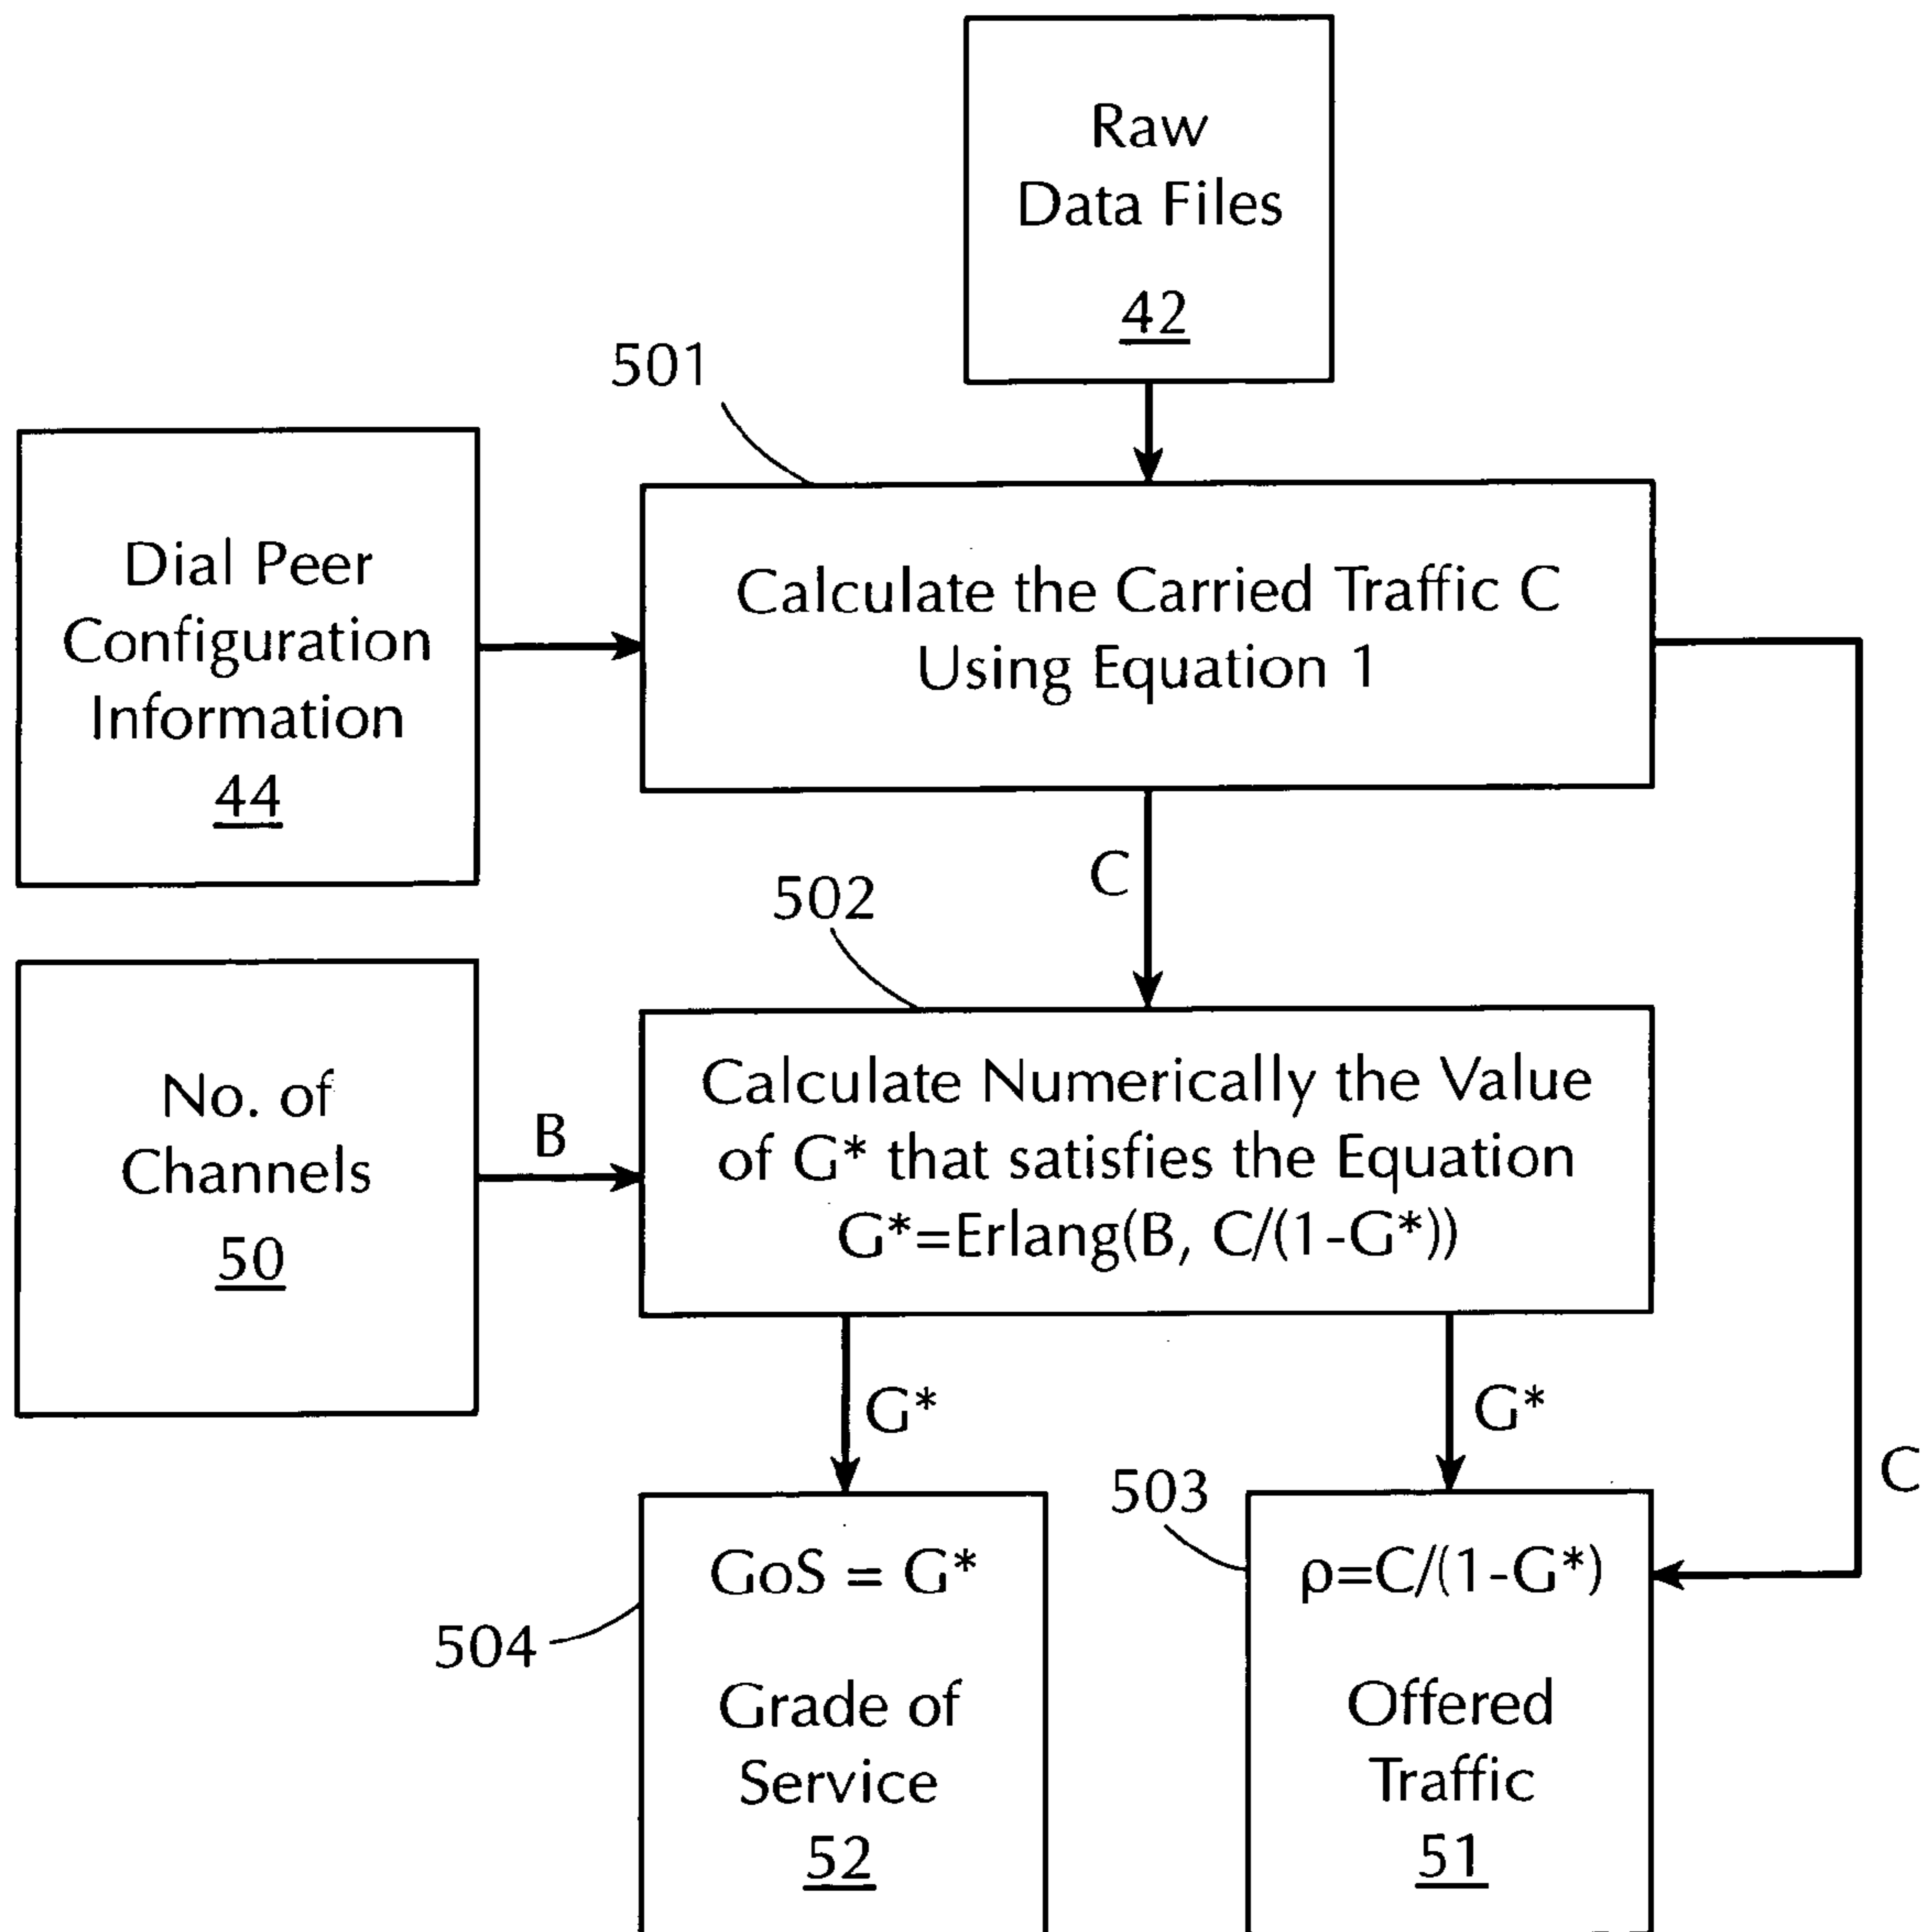 Raw
Data Files
42
501
Dial Peer
Configuration
Information
44
Calculate the Carried Traffic C
Using Equation 1
C
502
No. of
Channels
50
B
Calculate Numerically the Value
of G* that satisfies the Equation
G*=Erlang(B, C/(1-G*))
G*
G*
C
503
504
GoS = G*
Grade of
Service
52
ρ=C/(1-G*)
Offered
Traffic
51